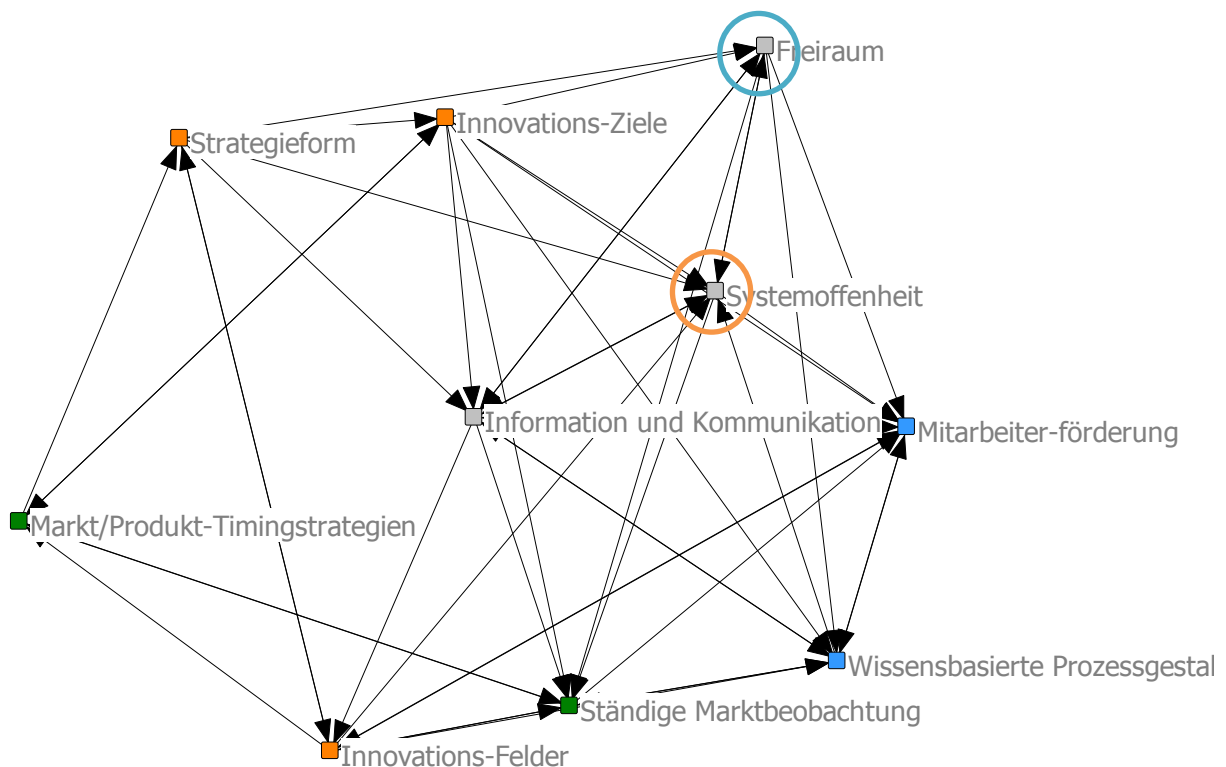 Freiraum
Innovations-Ziele
Strategieform
Systemoffenheit
Information und Kommunikation
Mitarbeiter-förderung
Markt/Produkt-Timingstrategien
Wissensbasierte Prozessgestal
Ständige Marktbeobachtung
Innovations-Felder